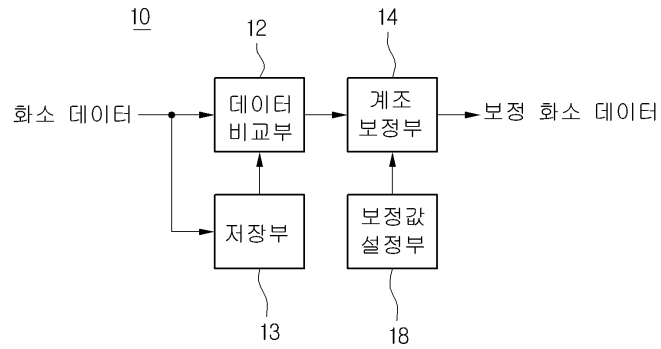 10
12
14
화소 데이터
데이터
비교부
계조
보정부
보정 화소 데이터
저장부
보정값
설정부
13
18